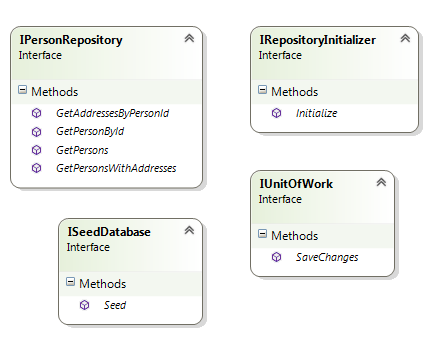 IPersonRepository
Interface
Methods
GetAddressesByPersonId
GetPersonById
GetPersons
GetPersonsWithAddresses
IRepositoryInitializer
Interface
Methods
Initialize
ISeedDatabase
Interface
Methods
Seed
IUnitOfWork
Interface
Methods
SaveChanges